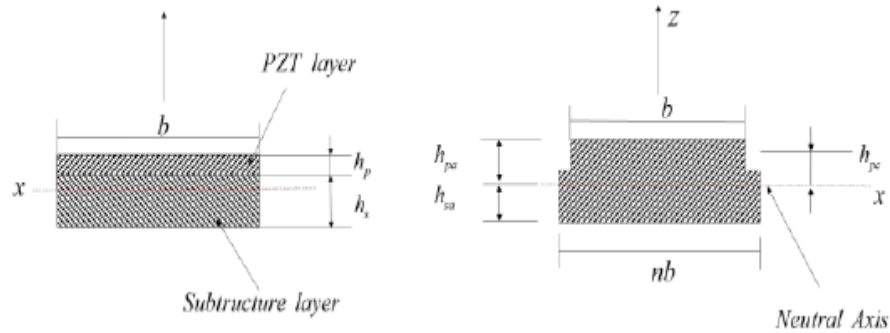 PZT layer
b
h_p
x
h_s
Subtructure layer
z
b
h_pa
h_pc
h_sa
x
nb
Neutral Axis